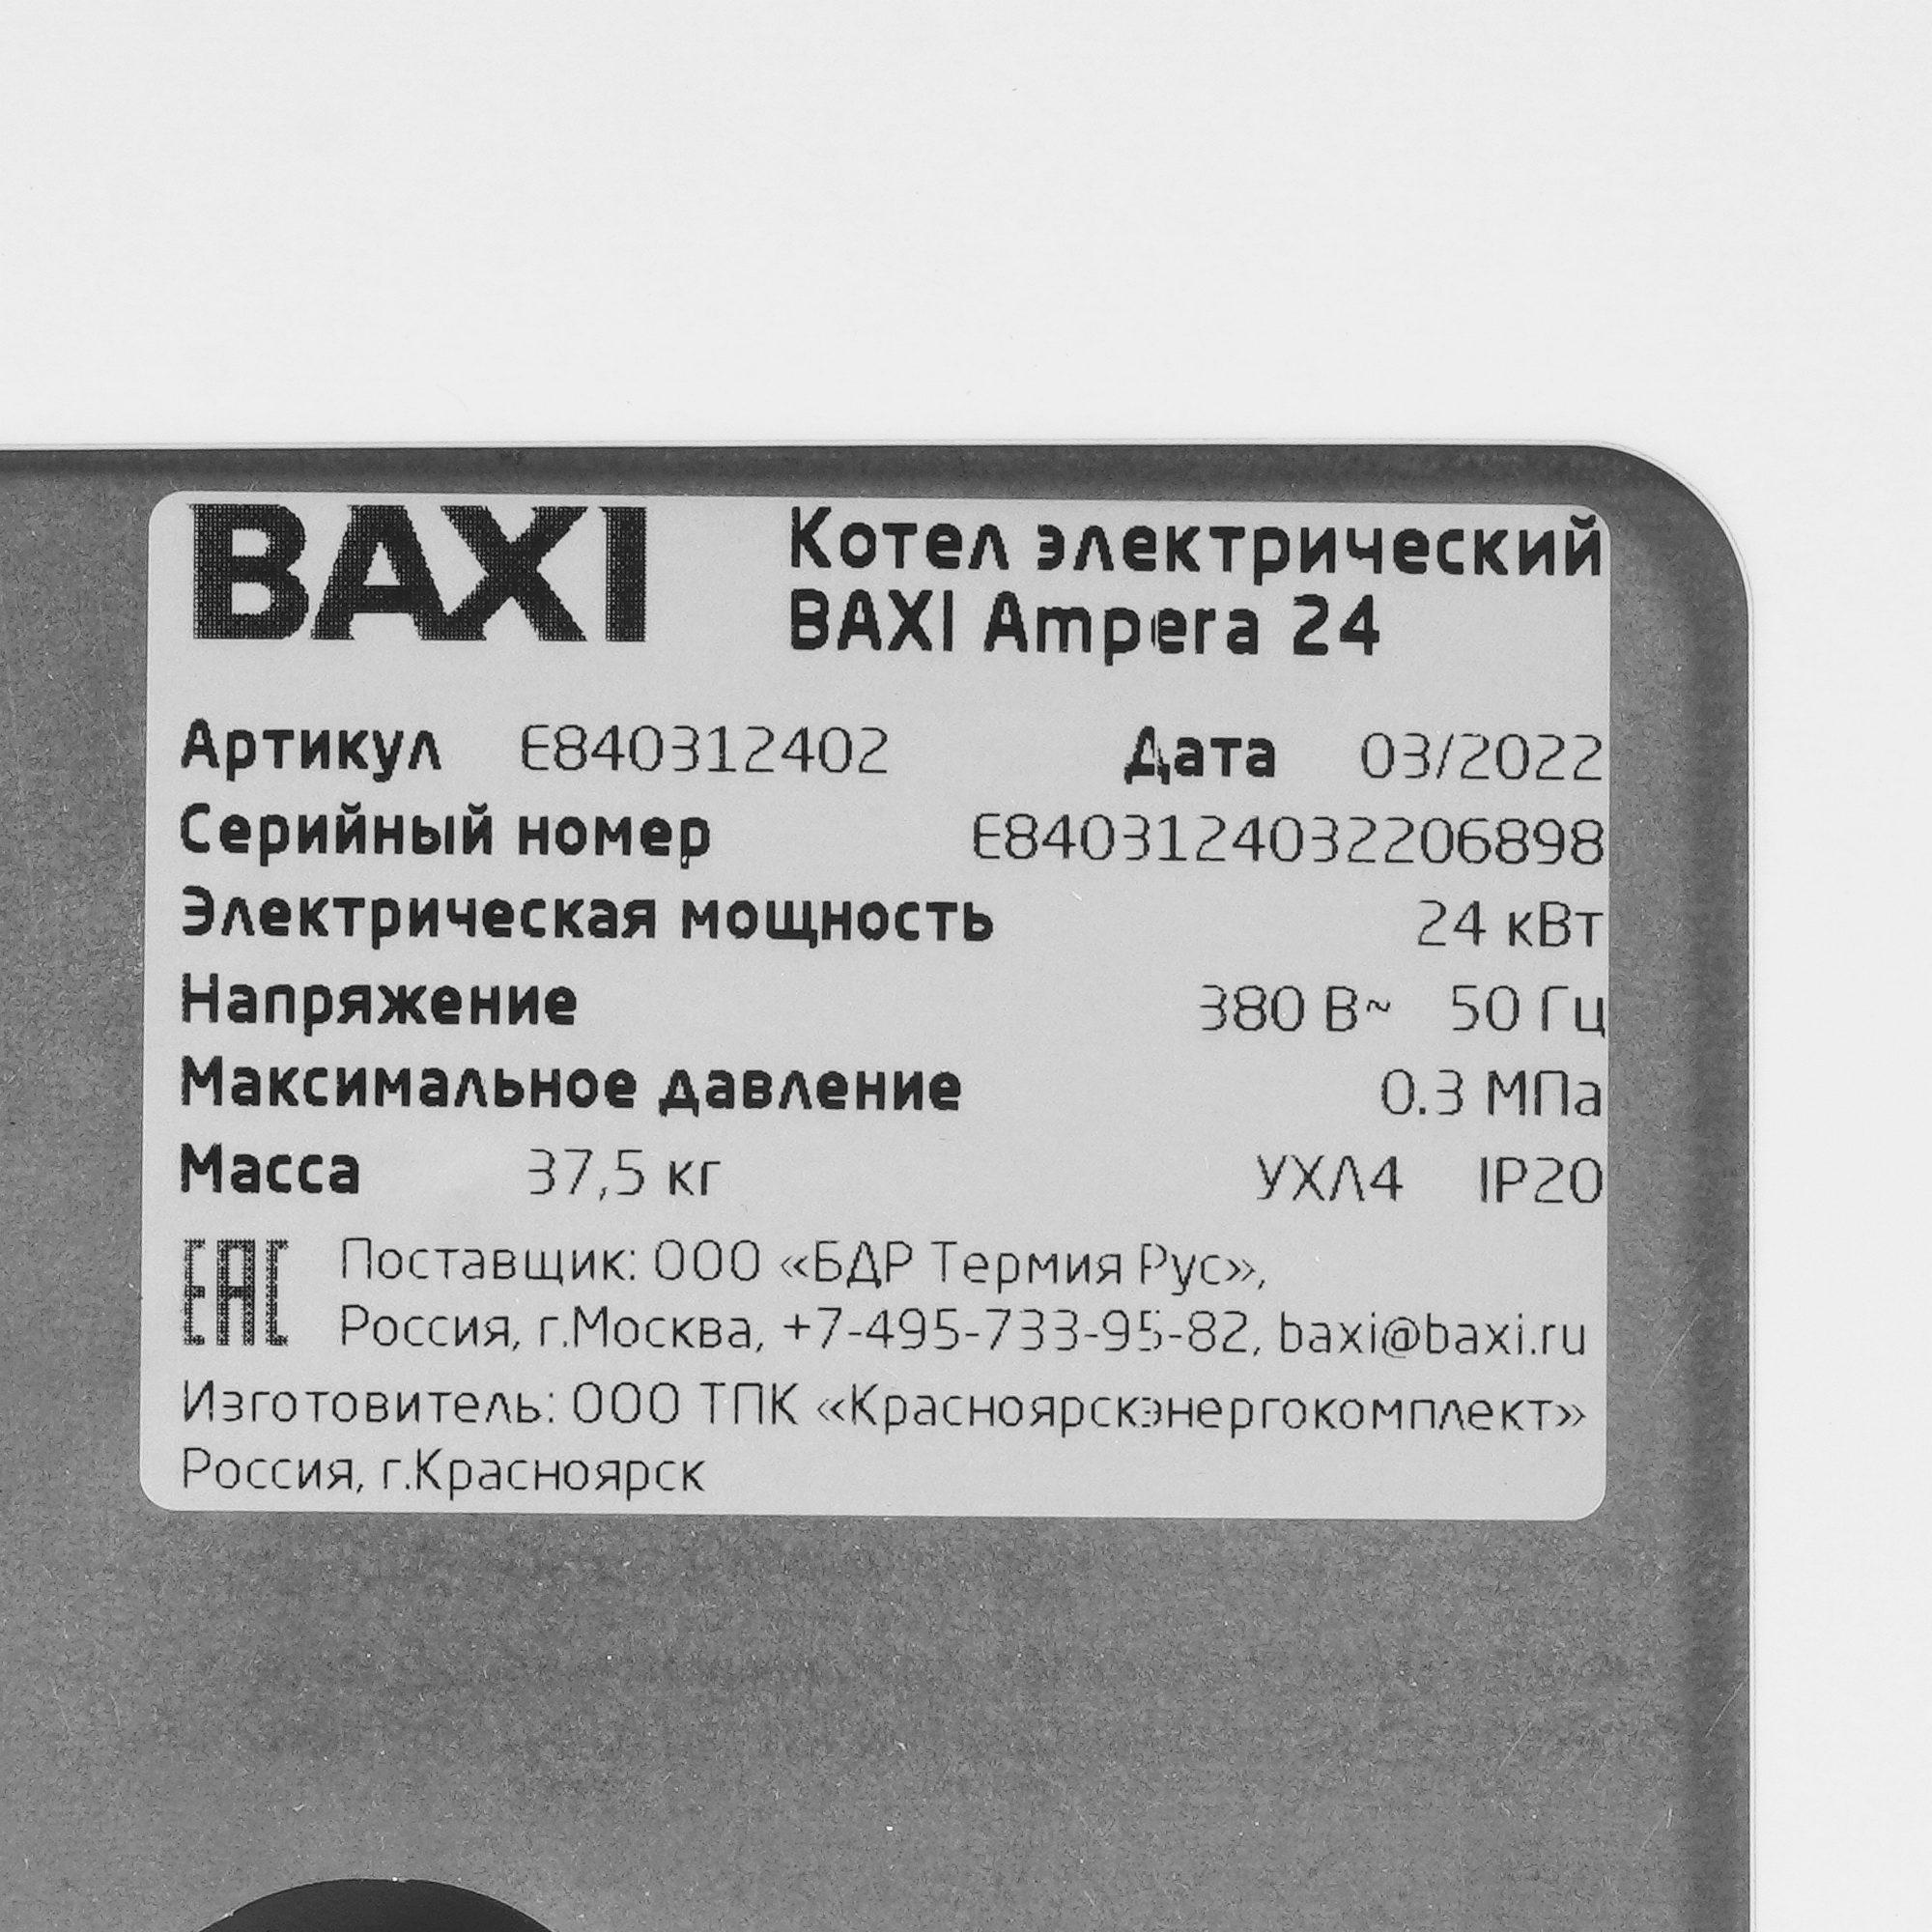 BAXI
Котел электрический
BAXI Ampera 24
Артикул E840312402 Дата 03/2022
Серийный номер E8403124032206898
Электрическая мощность 24 кВт
Напряжение 380 В~ 50 Гц
Максимальное давление 0.3 МПа
Масса 37,5 кг УХЛ4 IP20
EAC
Поставщик: ООО «БДР Термия Рус»,
Россия, г.Москва, +7-495-733-95-82, baxi@baxi.ru
Изготовитель: ООО ТПК «Красноярскэнергокомплект»
Россия, г.Красноярск